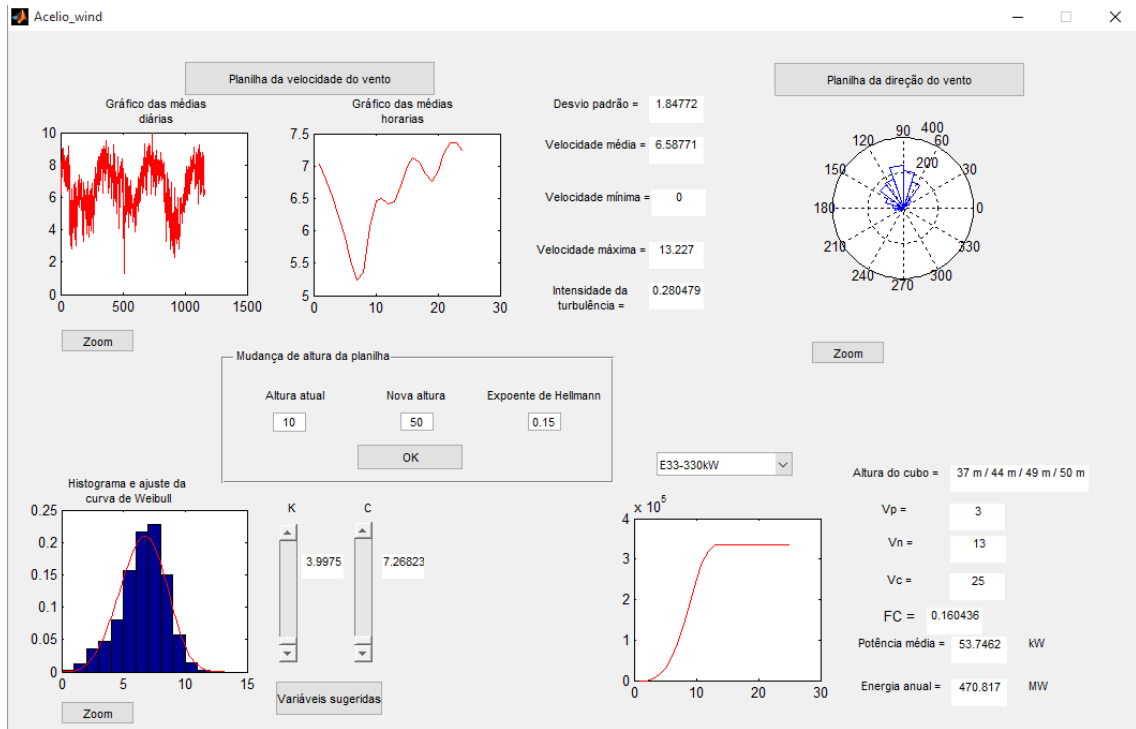 Acelio_wind
Planilha da velocidade do vento
Planilha da direção do vento
Gráfico das médias
diárias
10
8
6
4
2
0
0
500
1000
1500
Zoom
Gráfico das médias
horarias
7.5
7
6.5
6
5.5
5
0
10
20
30
Desvio padrão =
1.84772
Velocidade média =
6.58771
Velocidade mínima =
0
Velocidade máxima =
13.227
Intensidade da
turbulência =
0.280479
90
400
120
60
200
150
30
180
0
210
330
240
300
270
Zoom
Mudança de altura da planilha
Altura atual
Nova altura
Expoente de Hellmann
10
50
0.15
OK
Histograma e ajuste da
curva de Weibull
0.25
0.2
0.15
0.1
0.05
0
0
5
10
15
Zoom
K
C
3.9975
7.26823
Variáveis sugeridas
E33-330kW
x 10^5
4
3
2
1
0
0
10
20
30
Altura do cubo =
37 m / 44 m / 49 m / 50 m
Vp =
3
Vn =
13
Vc =
25
FC =
0.160436
Potência média =
53.7462
kW
Energia anual =
470.817
MW